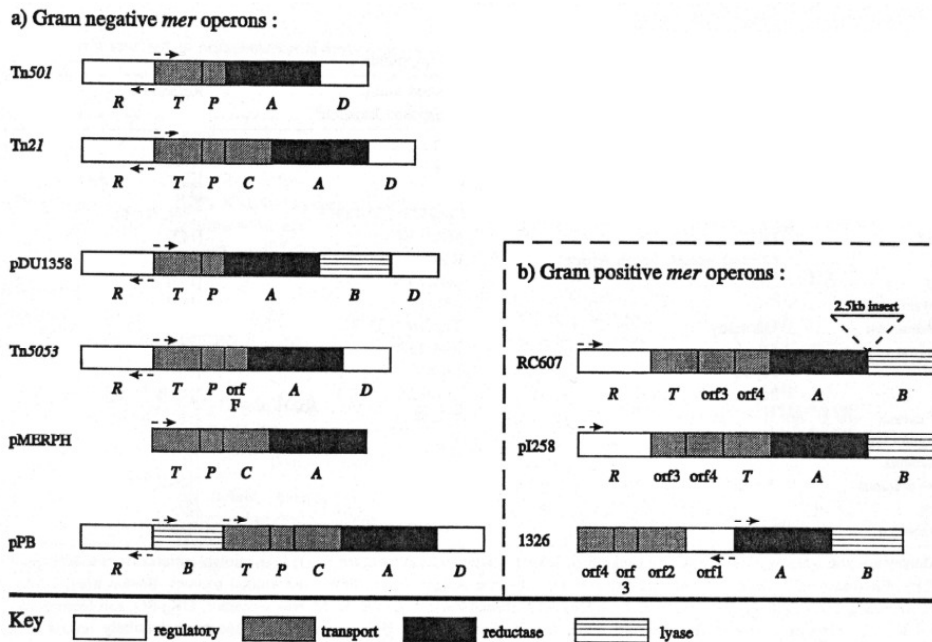 a) Gram negative mer operons :
Tn501
R T P A D
Tn21
R T P C A D
pDU1358
R T P A B D
Tn5053
R T P orf F A D
pMERPH
T P C A
pPB
R B T P C A D
b) Gram positive mer operons :
2.5kb insert
RC607
R T orf3 orf4 A B
pI258
R orf3 orf4 T A B
1326
orf4 orf 3 orf2 orf1 A B
Key
regulatory transport reductase lyase